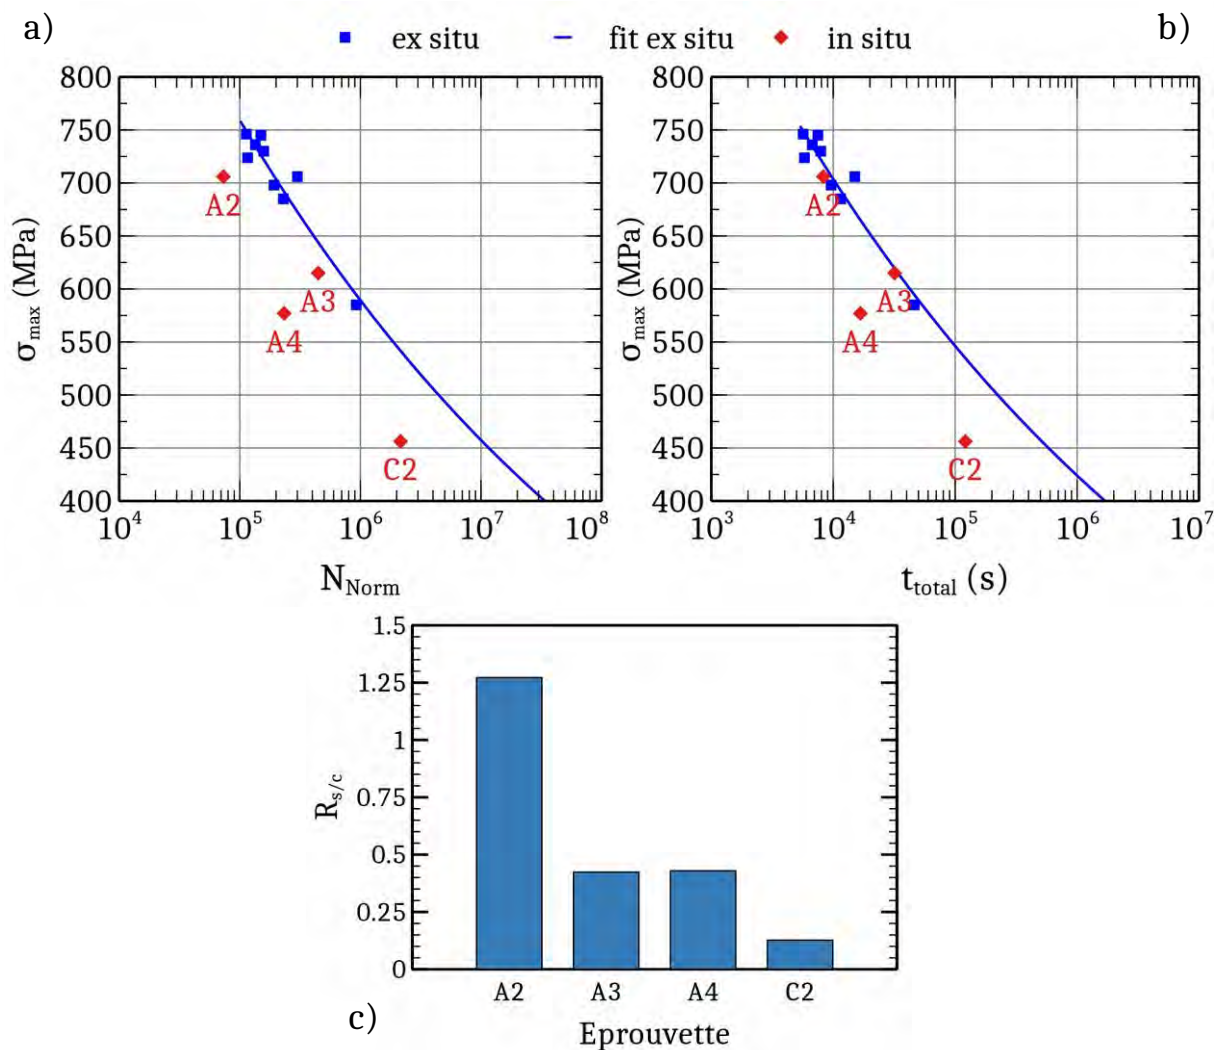 a)
ex situ fit ex situ in situ
b)
800
750
700
650
600
550
500
450
400
σmax (MPa)
A2
A3
A4
C2
10^4 10^5 10^6 10^7 10^8
N_Norm
800
750
700
650
600
550
500
450
400
σmax (MPa)
A2
A3
A4
C2
10^3 10^4 10^5 10^6 10^7
t_total (s)
1.5
1.25
1
0.75
0.5
0.25
0
R_s/c
A2 A3 A4 C2
c)
Eprouvette